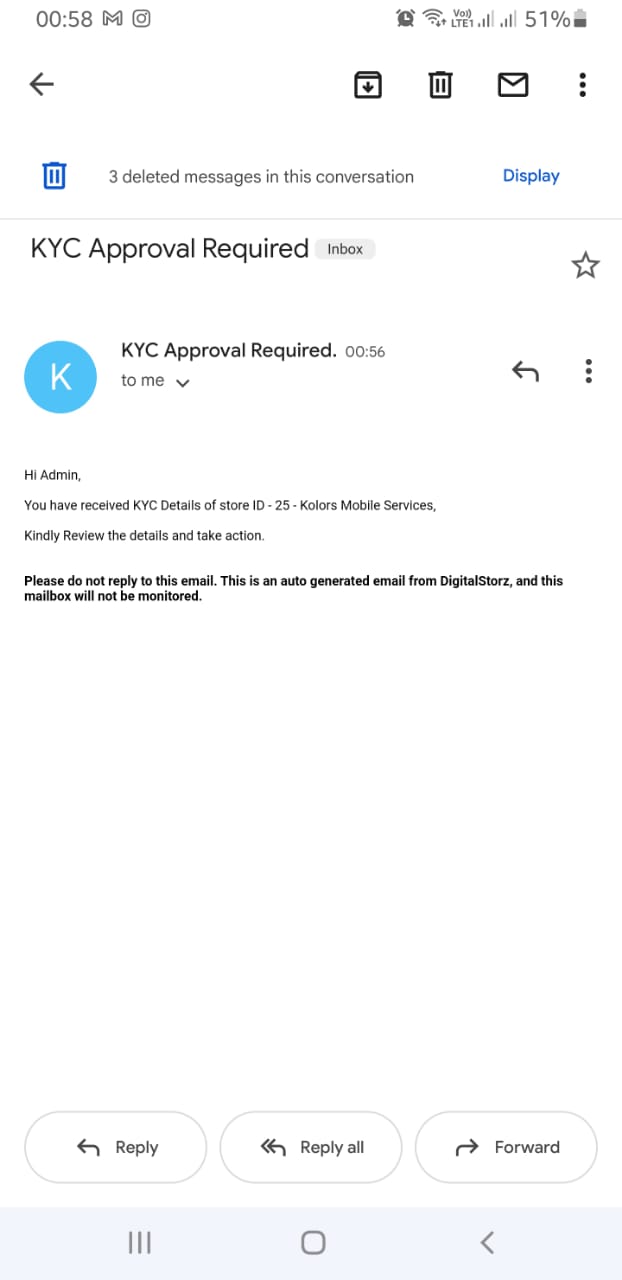 00:58
Vo))
LTE1
51%
3 deleted messages in this conversation
Display
KYC Approval Required
Inbox
K
KYC Approval Required. 00:56
to me
Hi Admin,
You have received KYC Details of store ID - 25 - Kolors Mobile Services,
Kindly Review the details and take action.
Please do not reply to this email. This is an auto generated email from DigitalStorz, and this
mailbox will not be monitored.
Reply
Reply all
Forward